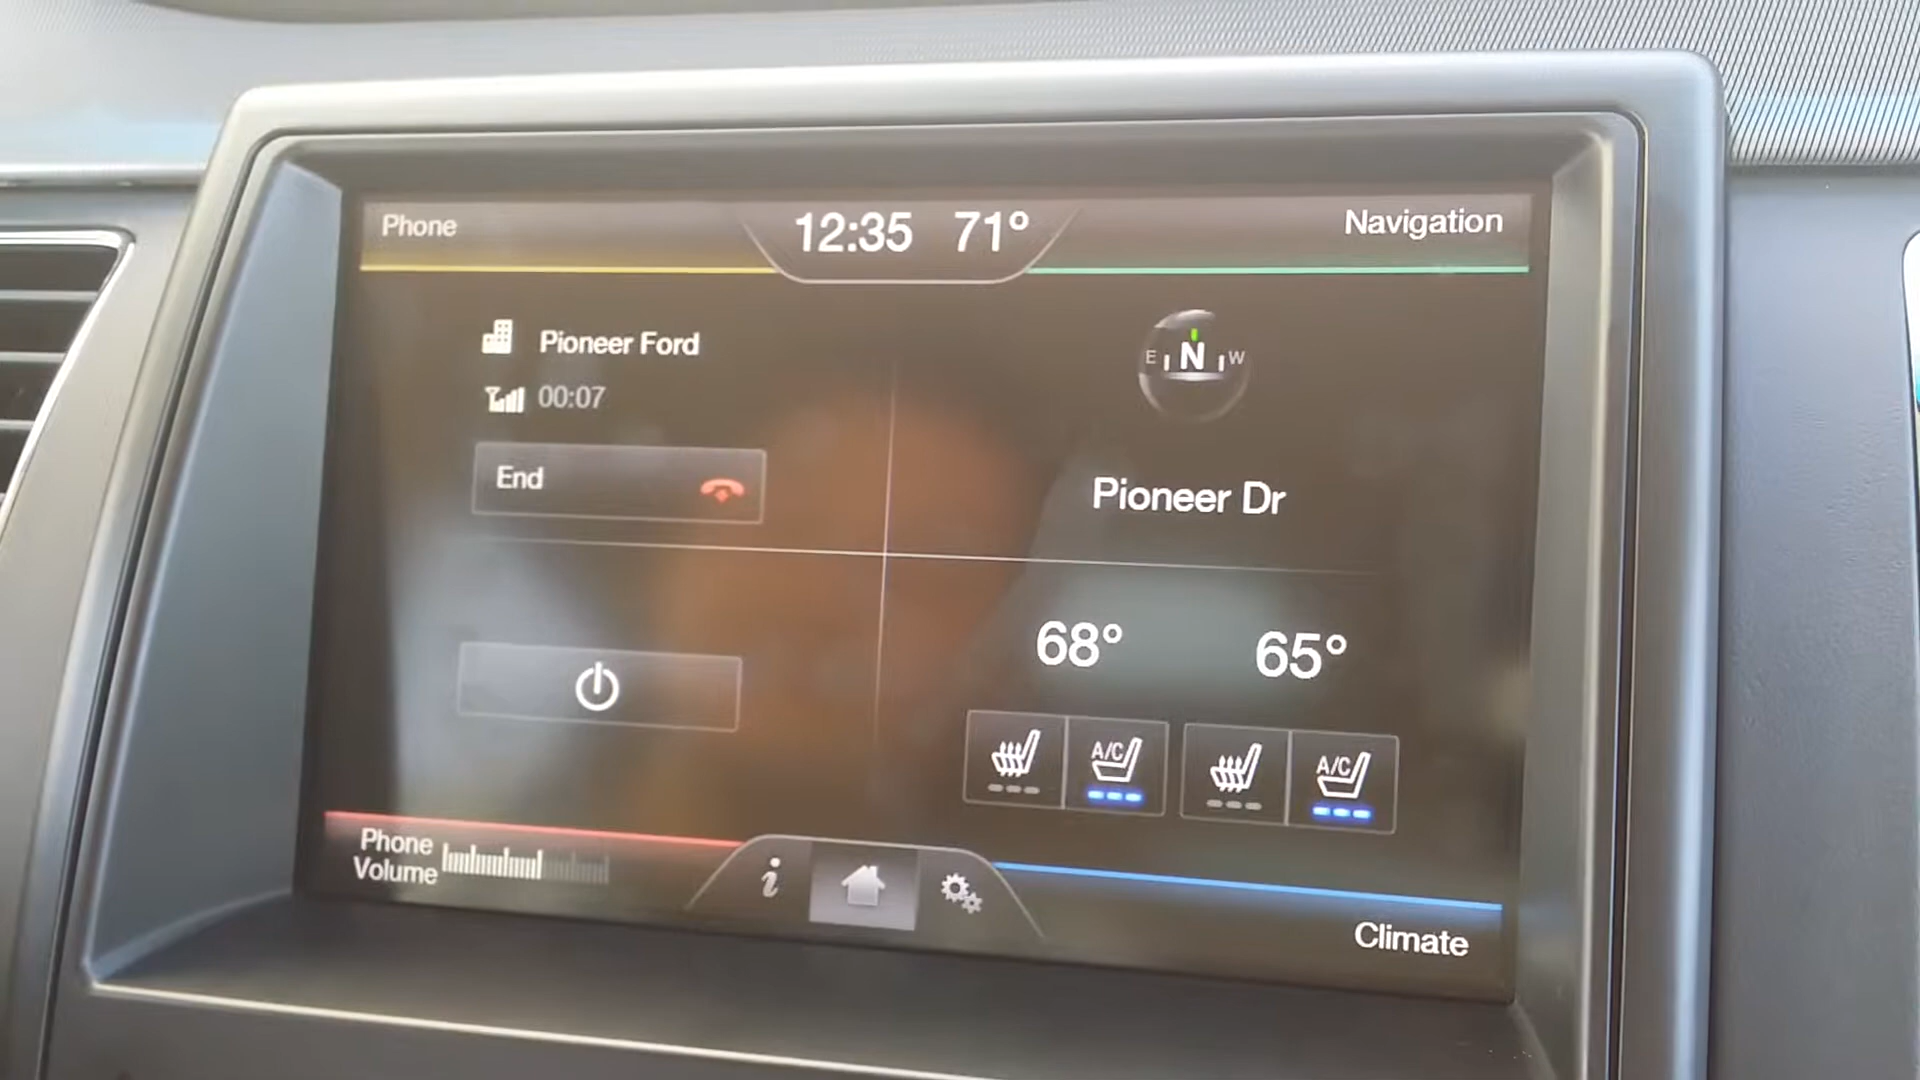 Phone
12:35 71°
Navigation
Pioneer Ford
00:07
End
E N W
Pioneer Dr
68° 65°
A/C A/C
Phone
Volume
i
Climate